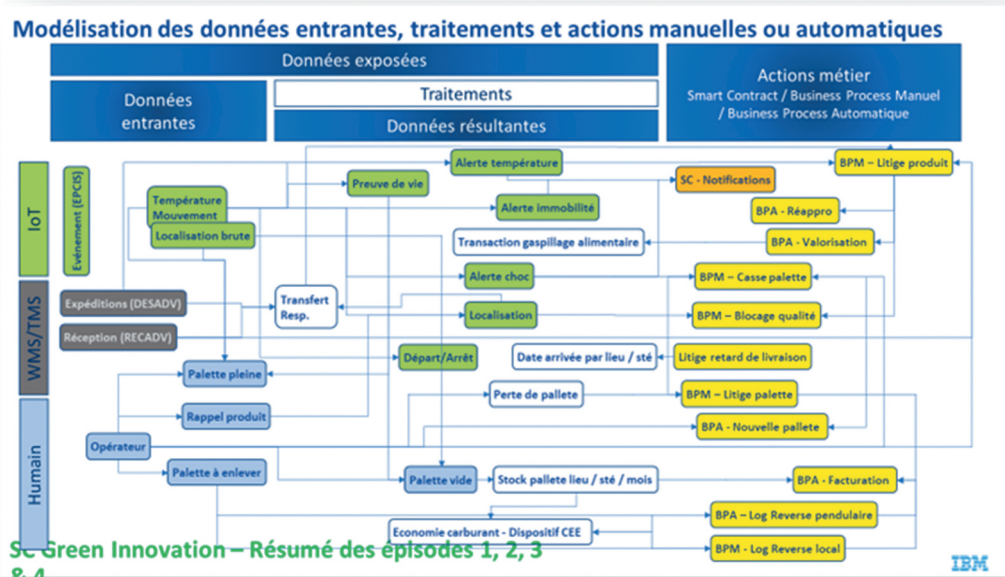 Modélisation des données entrantes, traitements et actions manuelles ou automatiques
Données exposées
Actions métier
Smart Contract / Business Process Manuel
/ Business Process Automatique
Données
entrantes
Traitements
Données résultantes
IoT
Evénement (EPCIS)
Température
Mouvement
Localisation brute
Preuve de vie
Alerte température
Alerte immobilité
Transaction gaspillage alimentaire
Alerte choc
SC - Notifications
BPM – Litige produit
BPA - Réappro
BPA - Valorisation
BPM – Casse palette
WMS/TMS
Expéditions (DESADV)
Réception (RECADV)
Transfert
Resp.
Localisation
BPM – Blocage qualité
Départ/Arrêt
Date arrivée par lieu / sté
Litige retard de livraison
Palette pleine
Perte de pallete
BPM – Litige palette
Humain
Rappel produit
BPA - Nouvelle pallete
Opérateur
Palette à enlever
Palette vide
Stock pallete lieu / sté / mois
BPA - Facturation
Economie carburant - Dispositif CEE
BPA – Log Reverse pendulaire
BPM - Log Reverse local
SC Green Innovation – Résumé des épisodes 1, 2, 3
& 4
IBM